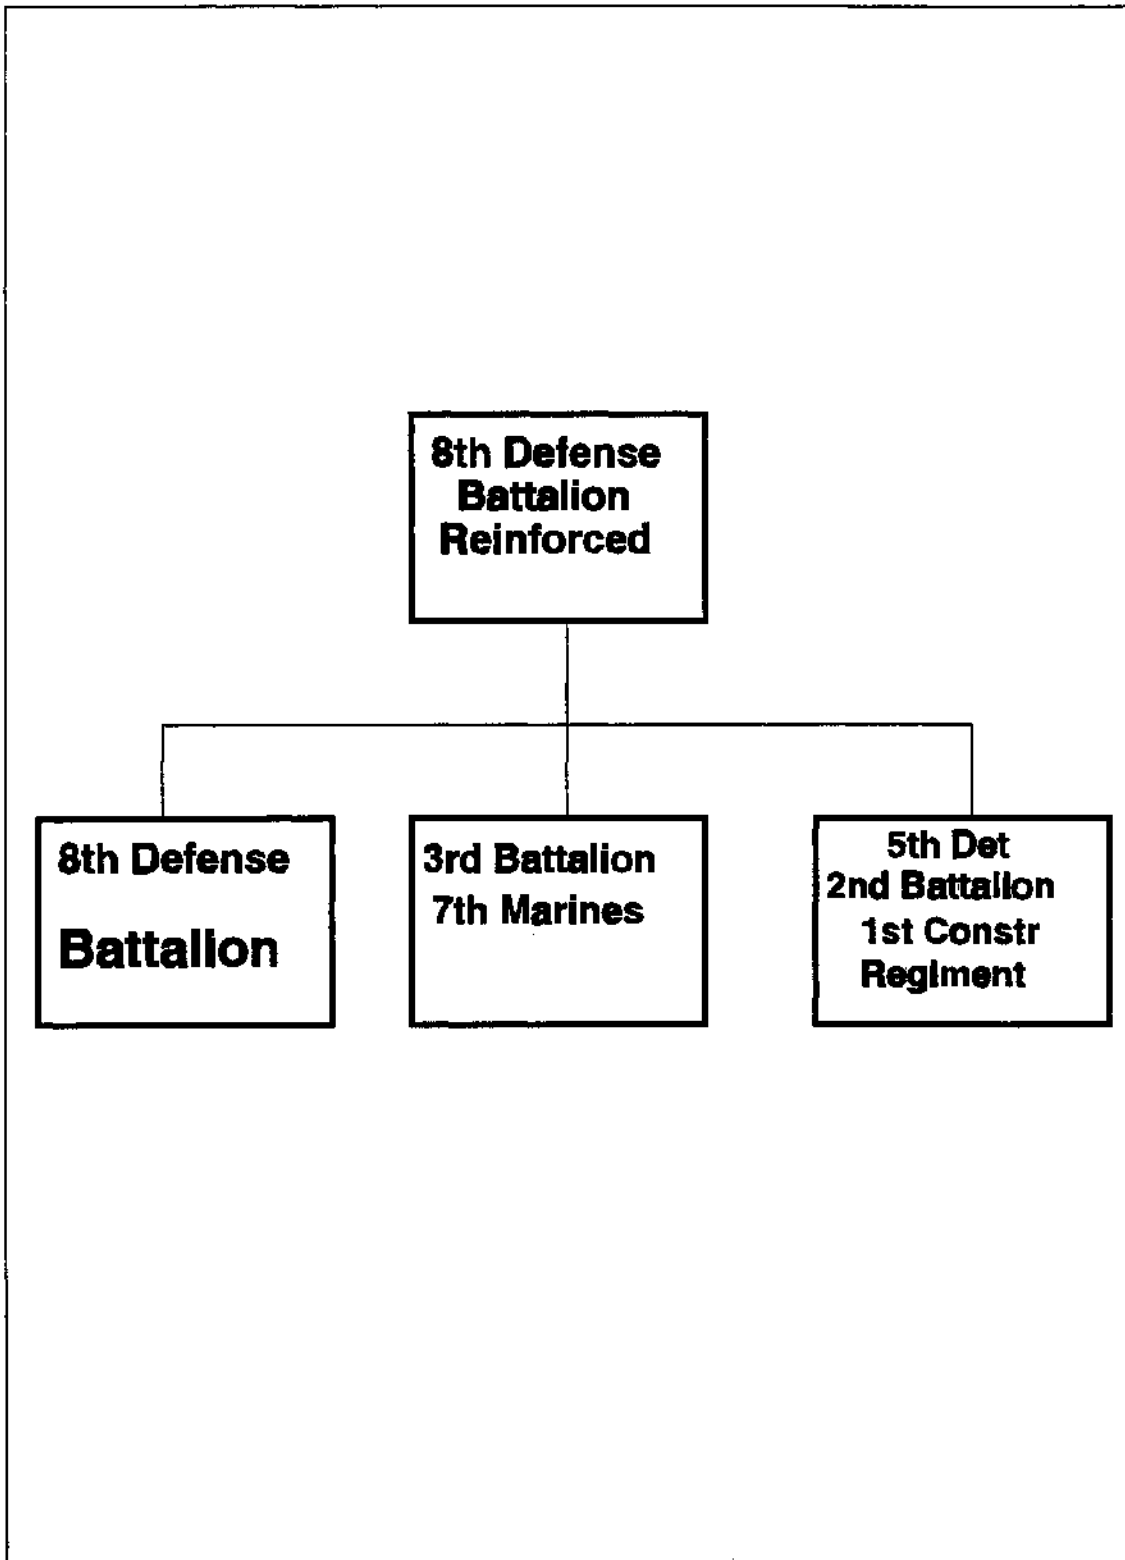 8th Defense
Battalion
Reinforced
8th Defense
Battalion
3rd Battalion
7th Marines
5th Det
2nd Battalion
1st Constr
Regiment